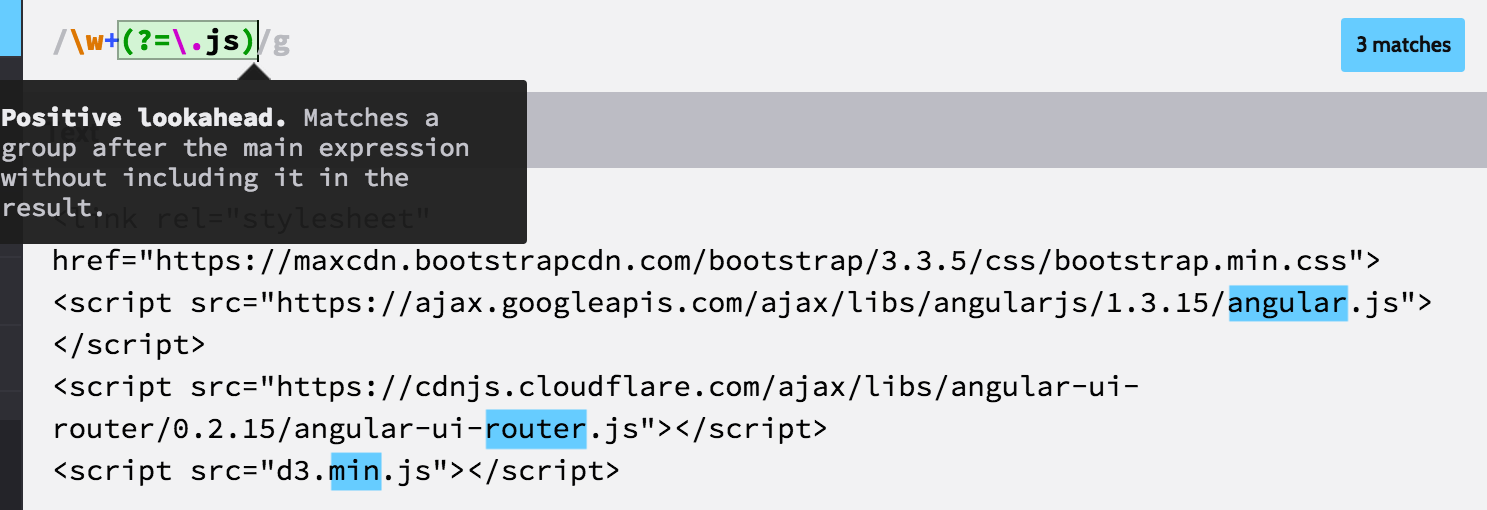 /\w+(?=\.js)/g
3 matches
Positive lookahead. Matches a
group after the main expression
without including it in the
result.
Text
<link rel="stylesheet"
href="https://maxcdn.bootstrapcdn.com/bootstrap/3.3.5/css/bootstrap.min.css">
<script src="https://ajax.googleapis.com/ajax/libs/angularjs/1.3.15/angular.js">
</script>
<script src="https://cdnjs.cloudflare.com/ajax/libs/angular-ui-
router/0.2.15/angular-ui-router.js"></script>
<script src="d3.min.js"></script>